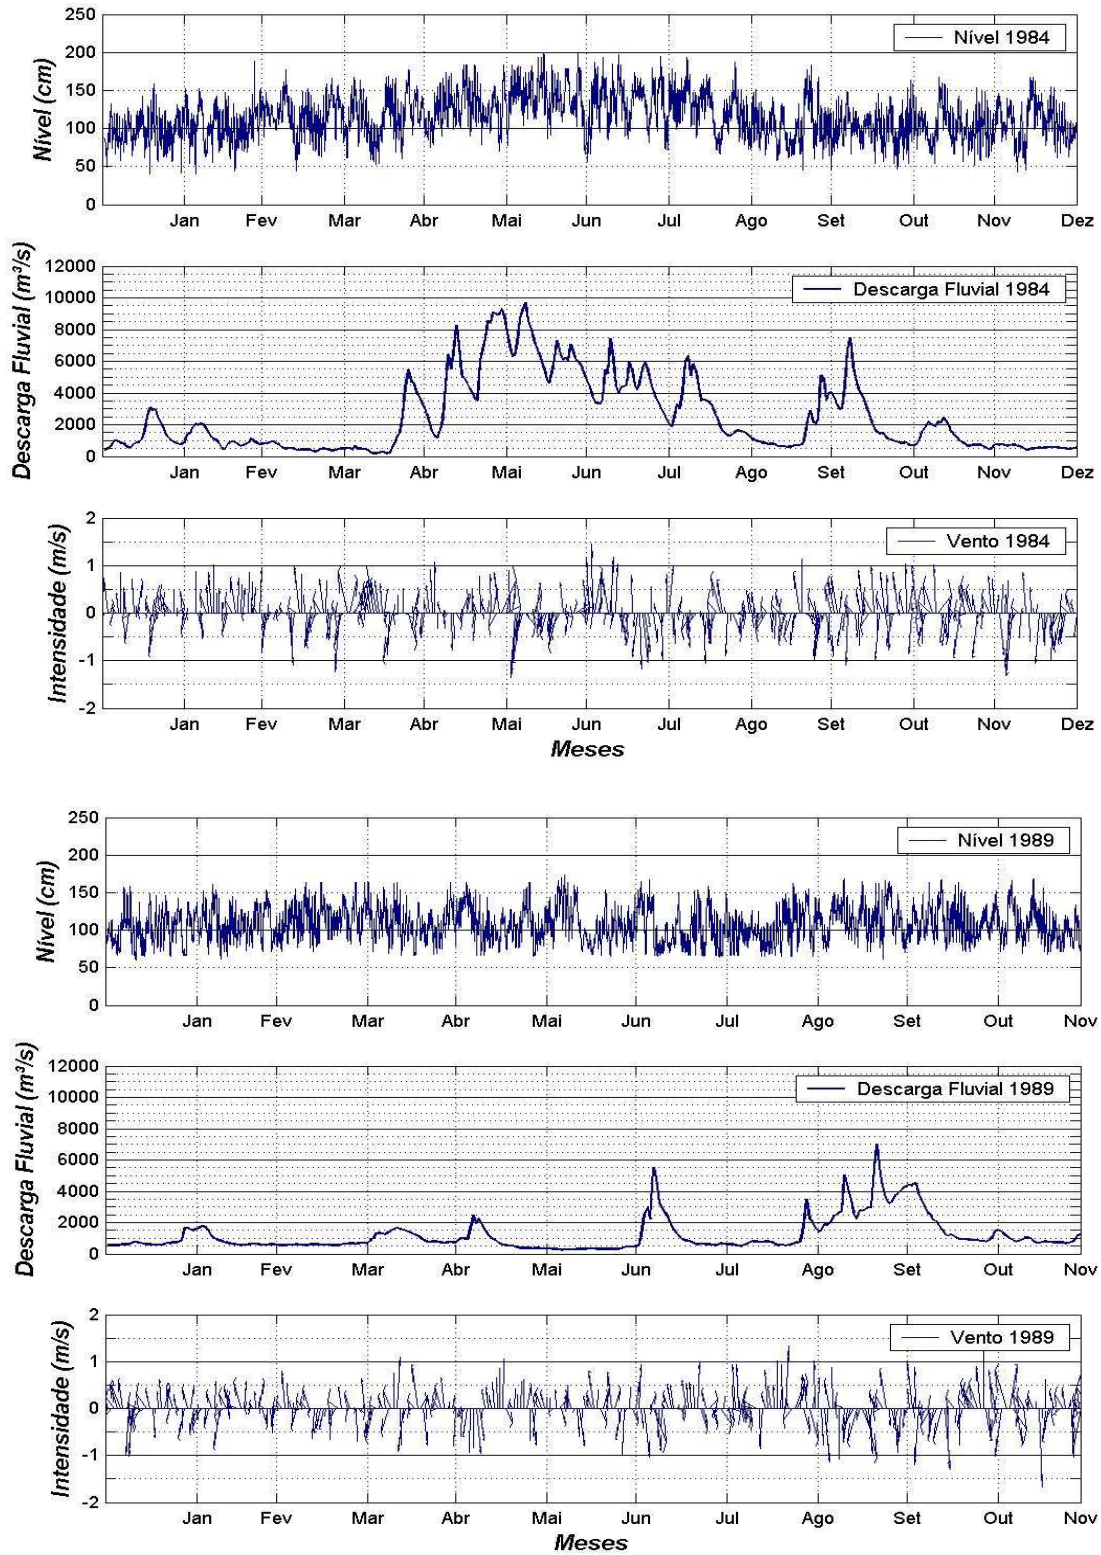 Nível (cm)
250
200
150
100
50
0
Nível 1984
Jan Fev Mar Abr Mai Jun Jul Ago Set Out Nov Dez
Descarga Fluvial (m³/s)
12000
10000
8000
6000
4000
2000
0
Descarga Fluvial 1984
Jan Fev Mar Abr Mai Jun Jul Ago Set Out Nov Dez
Intensidade (m/s)
2
1
0
-1
-2
Vento 1984
Jan Fev Mar Abr Mai Jun Jul Ago Set Out Nov Dez
Meses
Nível (cm)
250
200
150
100
50
0
Nível 1989
Jan Fev Mar Abr Mai Jun Jul Ago Set Out Nov
Descarga Fluvial (m³/s)
12000
10000
8000
6000
4000
2000
0
Descarga Fluvial 1989
Jan Fev Mar Abr Mai Jun Jul Ago Set Out Nov
Intensidade (m/s)
2
1
0
-1
-2
Vento 1989
Jan Fev Mar Abr Mai Jun Jul Ago Set Out Nov
Meses